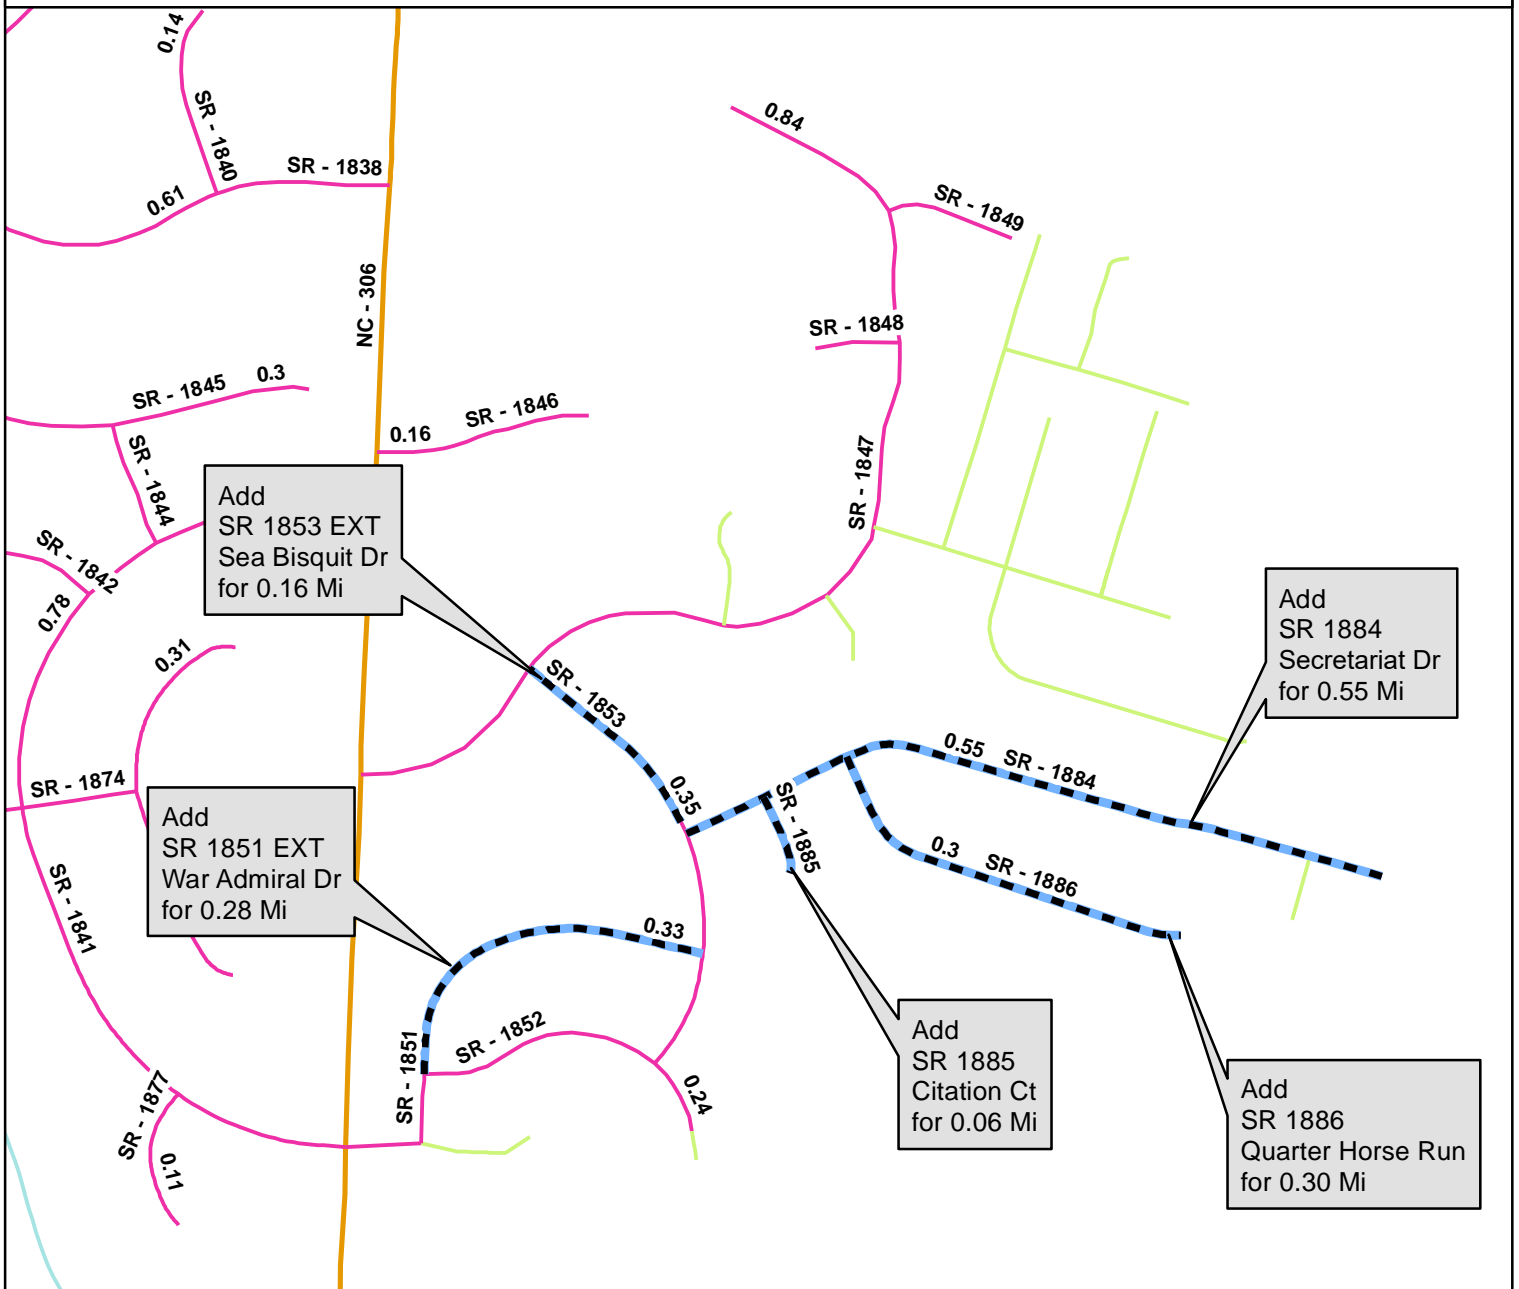 0.14
SR - 1840
SR - 1838
0.61
0.84
SR - 1849
NC - 306
SR - 1848
SR - 1845
0.3
SR - 1846
0.16
SR - 1844
SR - 1847
Add
SR 1853 EXT
Sea Bisquit Dr
for 0.16 Mi
SR - 1842
0.78
0.31
Add
SR 1884
Secretariat Dr
for 0.55 Mi
SR - 1853
0.35
0.55
SR - 1884
SR - 1874
SR - 1885
Add
SR 1851 EXT
War Admiral Dr
for 0.28 Mi
0.3
SR - 1886
SR - 1841
0.33
SR - 1851
SR - 1852
0.24
Add
SR 1885
Citation Ct
for 0.06 Mi
Add
SR 1886
Quarter Horse Run
for 0.30 Mi
SR - 1877
0.11